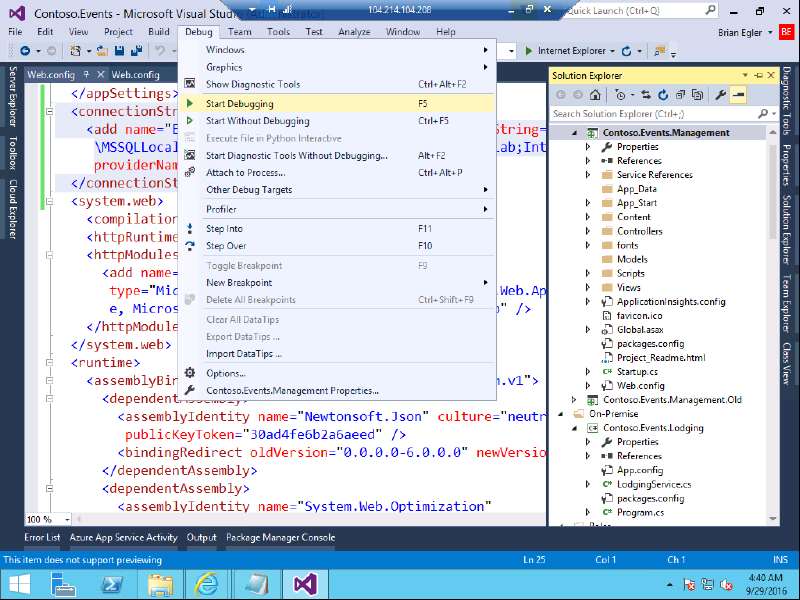 Contoso.Events - Microsoft Visual Stud
104.214.104.208
Quick Launch (Ctrl+Q)
File Edit View Project Build Debug Team Tools Test Analyze Window Help
Brian Egler BE
Internet Explorer
Server Explorer
Toolbox
Cloud Explorer
Web.config Web.config
</appSettings>
<connectionStr
<add name="E
String=
\MSSQLLocal
lab;Int
providerNam
</connectionSt
<system.web>
<compilation
<httpRuntime
<httpModules
<add name=
type="Mic
Web.Ap
e, Micros
" />
</httpModule
</system.web>
<runtime>
<assemblyBin
m.v1">
<dependentAssembly>
<assemblyIdentity name="Newtonsoft.Json" culture="neutr
publicKeyToken="30ad4fe6b2a6aeed" />
<bindingRedirect oldVersion="0.0.0.0-6.0.0.0" newVersio
</dependentAssembly>
<dependentAssembly>
<assemblyIdentity name="System.Web.Optimization"
100 %
Windows
Graphics
Show Diagnostic Tools Ctrl+Alt+F2
Start Debugging F5
Start Without Debugging Ctrl+F5
Execute File in Python Interactive
Start Diagnostic Tools Without Debugging... Alt+F2
Attach to Process... Ctrl+Alt+P
Other Debug Targets
Profiler
Step Into F11
Step Over F10
Toggle Breakpoint F9
New Breakpoint
Delete All Breakpoints Ctrl+Shift+F9
Clear All DataTips
Export DataTips ...
Import DataTips ...
Options...
Contoso.Events.Management Properties...
Solution Explorer
Search Solution Explorer (Ctrl+;)
Contoso.Events.Management
Properties
References
Service References
App_Data
App_Start
Content
Controllers
fonts
Models
Scripts
Views
ApplicationInsights.config
favicon.ico
Global.asax
packages.config
Project_Readme.html
Startup.cs
Web.config
Contoso.Events.Management.Old
On-Premise
Contoso.Events.Lodging
Properties
References
App.config
LodgingService.cs
packages.config
Program.cs
Diagnostic Tools
Properties
Solution Explorer
Team Explorer
Class View
Error List Azure App Service Activity Output Package Manager Console
This item does not support previewing Ln 25 Col 1 Ch 1 INS
4:40 AM
9/29/2016